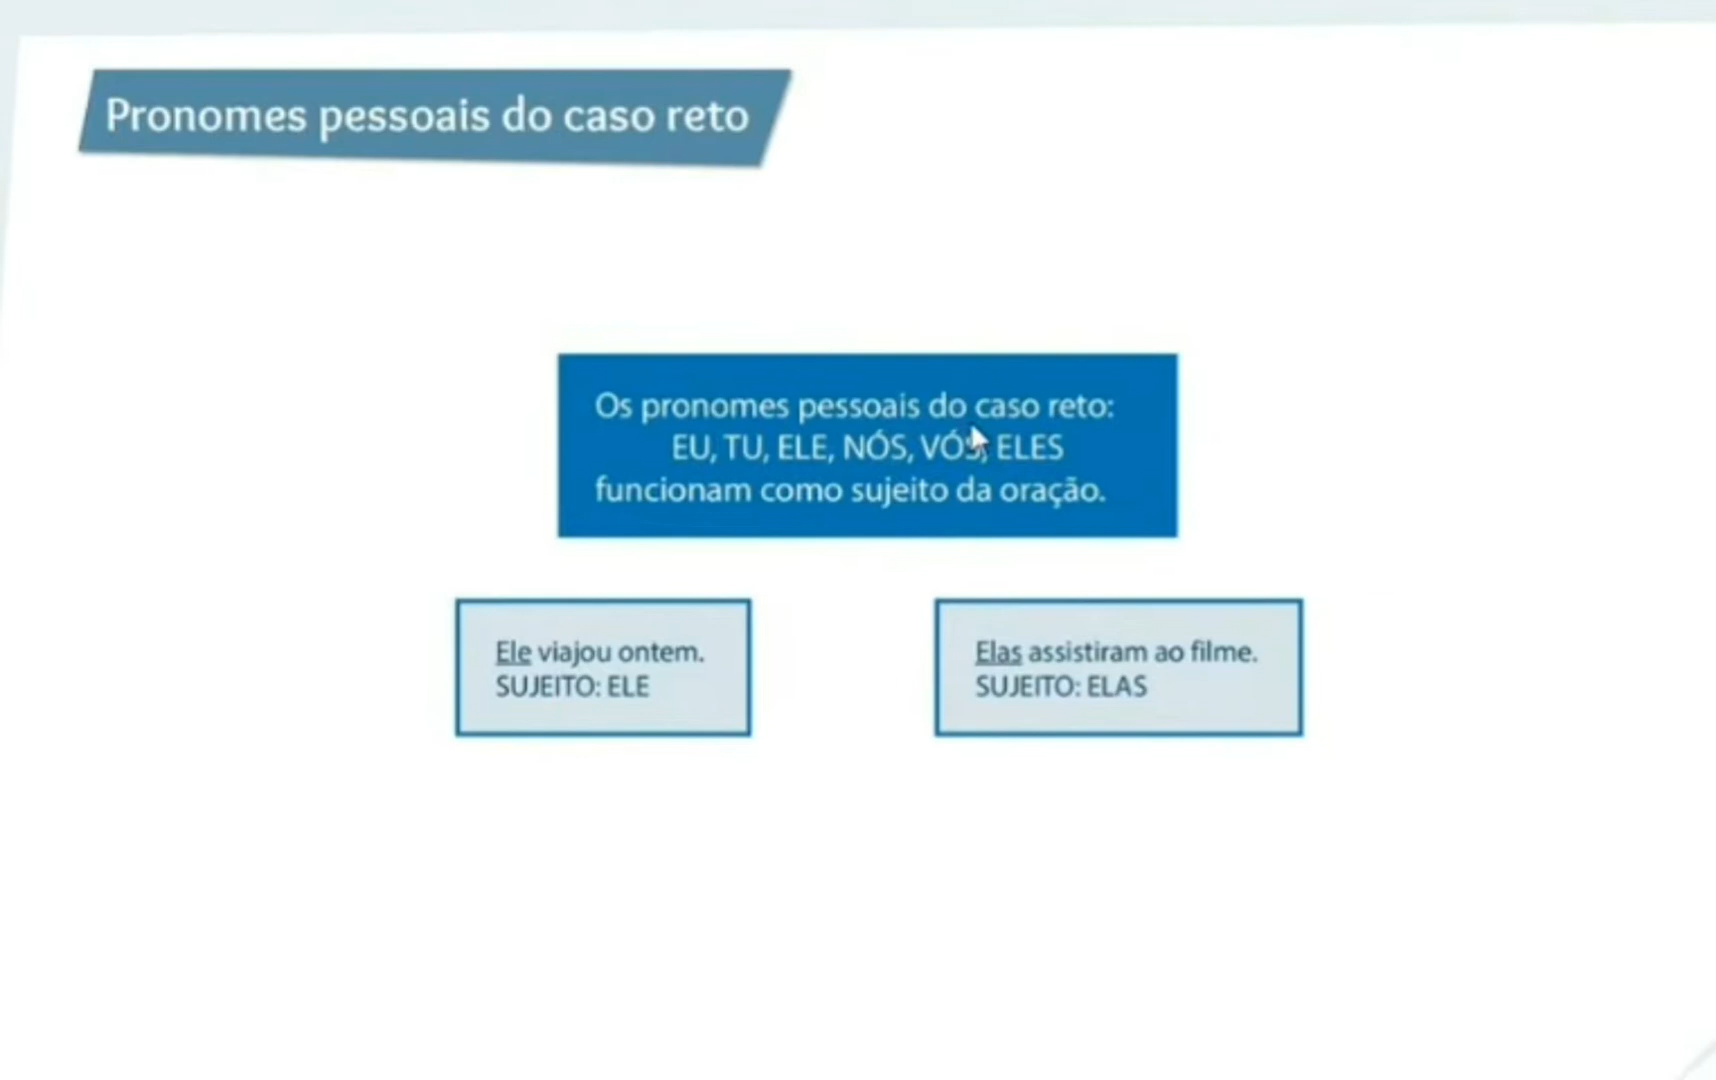 Pronomes pessoais do caso reto
Os pronomes pessoais do caso reto:
EU, TU, ELE, NÓS, VÓS, ELES
funcionam como sujeito da oração.
Ele viajou ontem.
SUJEITO: ELE
Elas assistiram ao filme.
SUJEITO: ELAS